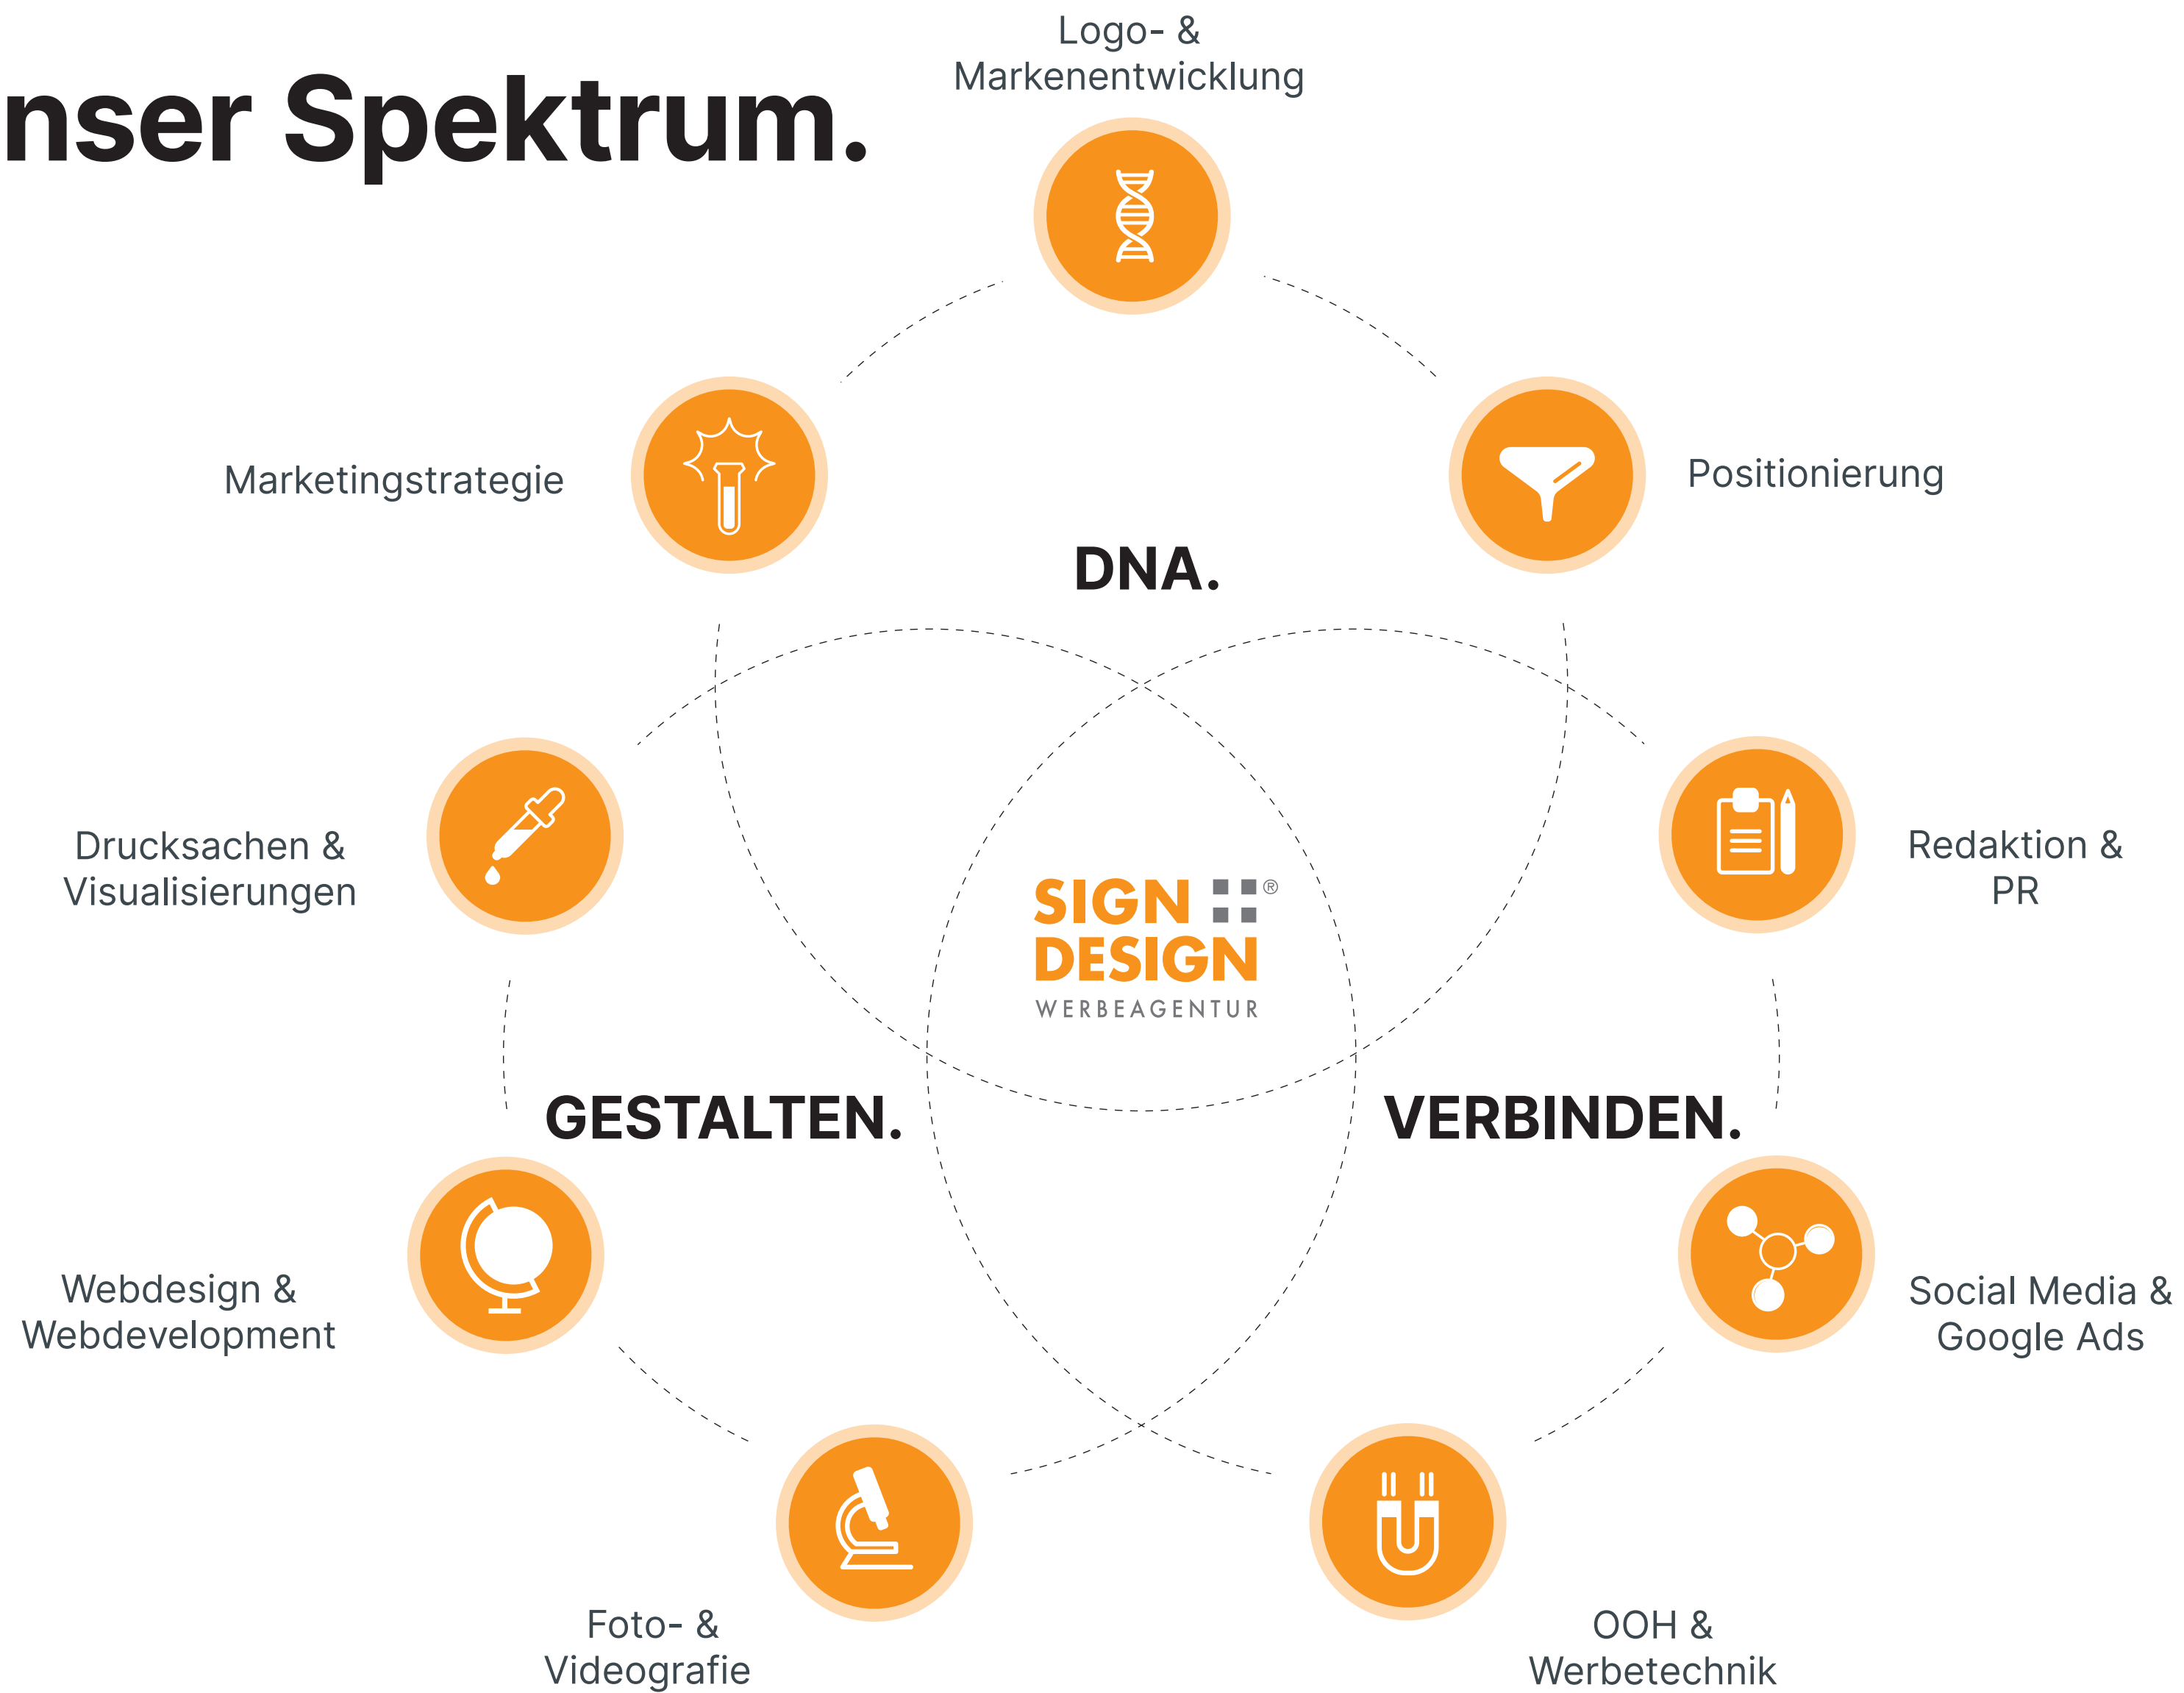 nser Spektrum.
Logo- &
Markenentwicklung
Marketingstrategie
Positionierung
DNA.
Drucksachen &
Visualisierungen
Redaktion &
PR
SIGN ®
DESIGN
WERBEAGENTUR
GESTALTEN.
VERBINDEN.
Webdesign &
Webdevelopment
Social Media &
Google Ads
Foto- &
Videografie
OOH &
Werbetechnik